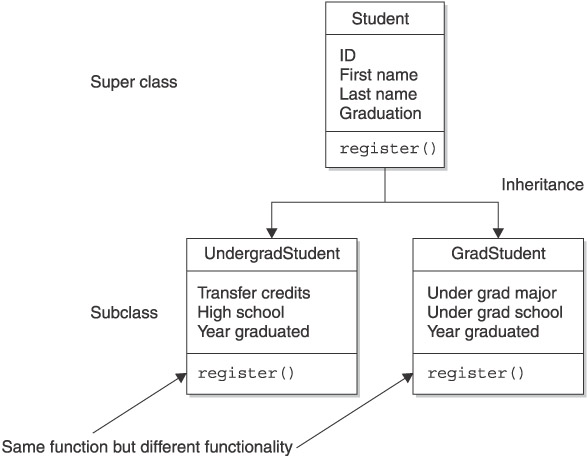 Student
ID
First name
Last name
Graduation
register()
Super class
Inheritance
UndergradStudent
Transfer credits
High school
Year graduated
register()
GradStudent
Under grad major
Under grad school
Year graduated
register()
Subclass
Same function but different functionality